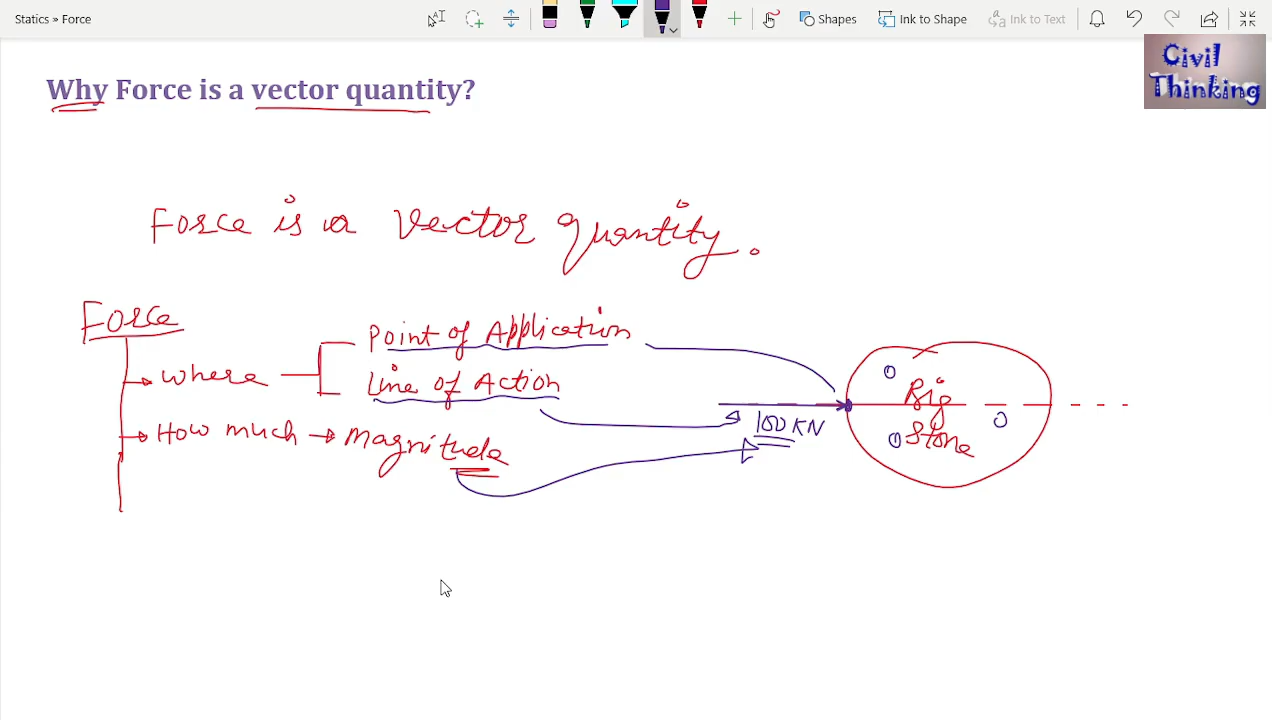 Statics » Force
Shapes
Ink to Shape
Ink to Text
Civil
Thinking
Why Force is a vector quantity?
Force is a vector quantity.
Force
where
Point of Application
Line of Action
How much → Magnitude
100 KN
Big
Stone